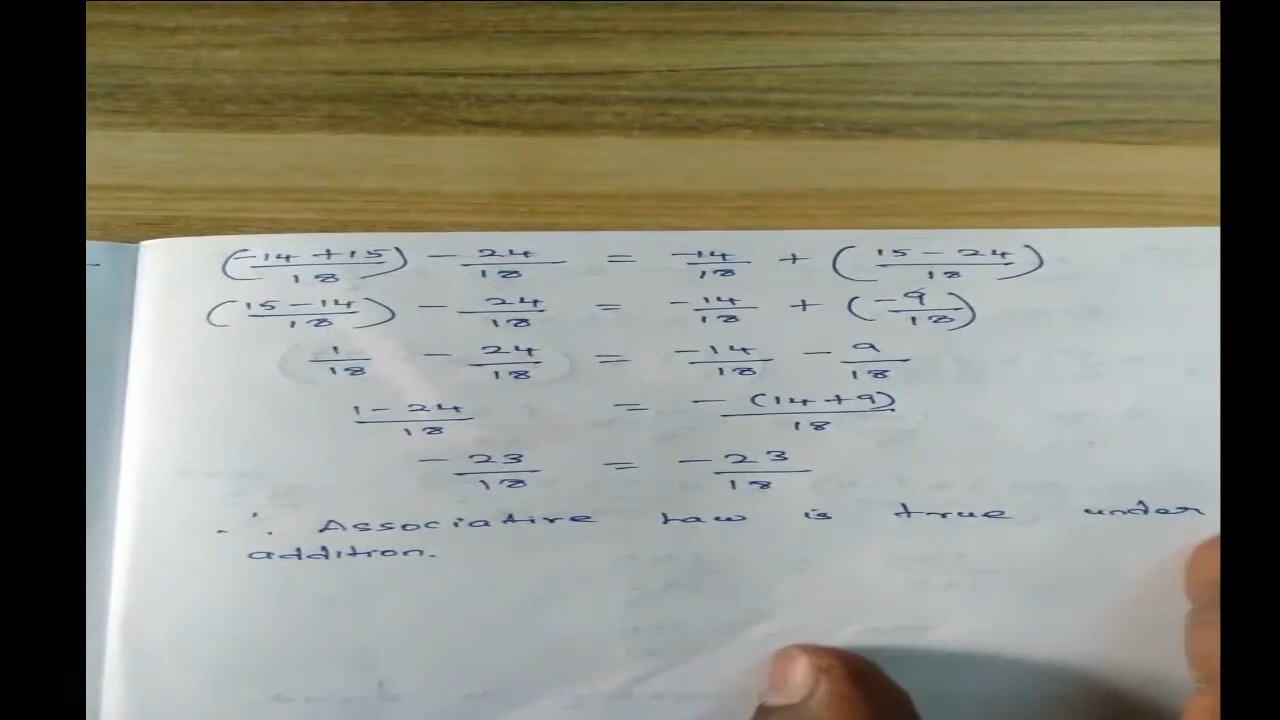 (-14+15)/18 - 24/18 = -14/18 + (15-24)/18
(15-14)/18 - 24/18 = -14/18 + (-9/18)
1/18 - 24/18 = -14/18 - 9/18
1-24/18 = -(14+9)/18
-23/18 = -23/18
∴ Associative Law is true under
addition.